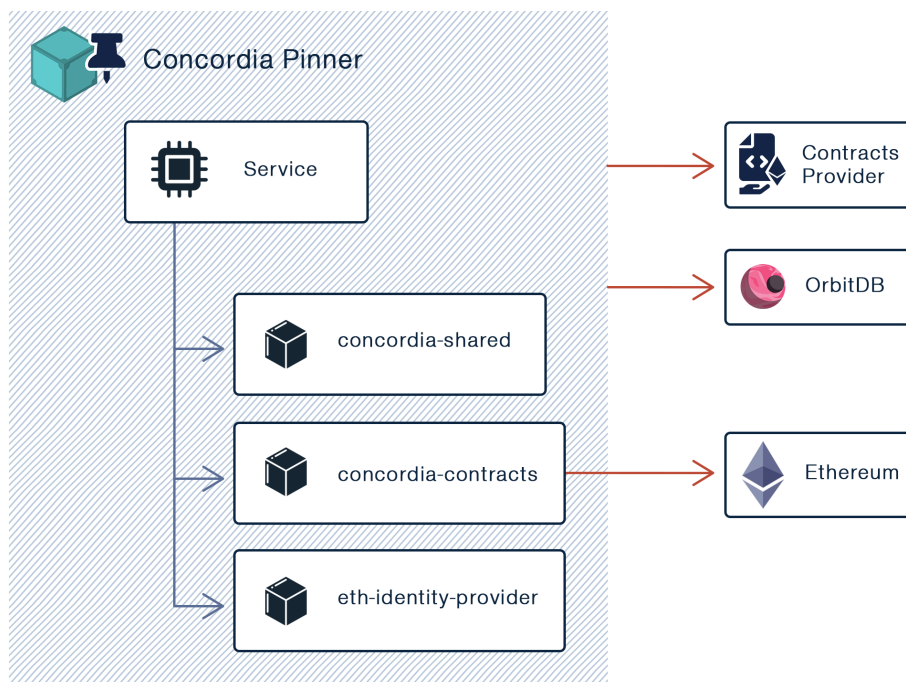 Concordia Pinner
Service
concordia-shared
concordia-contracts
eth-identity-provider
Contracts
Provider
OrbitDB
Ethereum